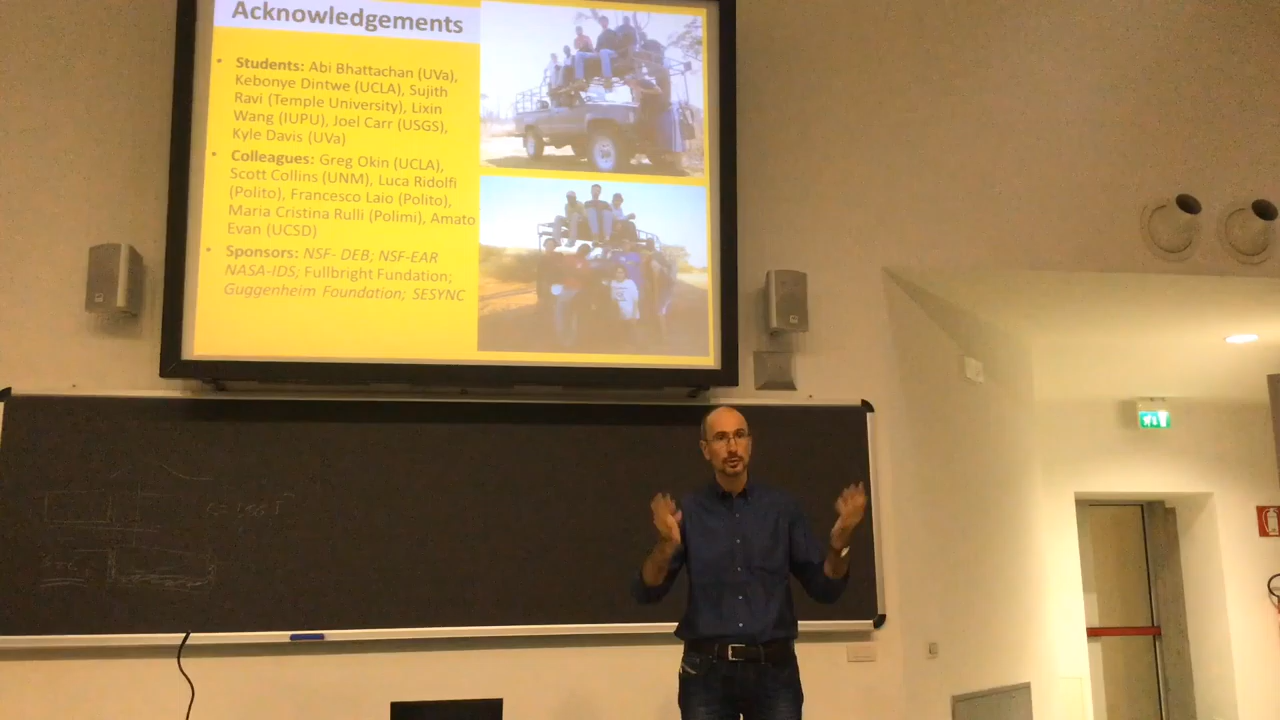 Acknowledgements
• Students: Abi Bhattachan (UVa),
Kebonye Dintwe (UCLA), Sujith
Ravi (Temple University), Lixin
Wang (IUPU), Joel Carr (USGS),
Kyle Davis (UVa)
• Colleagues: Greg Okin (UCLA),
Scott Collins (UNM), Luca Ridolfi
(Polito), Francesco Laio (Polito),
Maria Cristina Rulli (Polimi), Amato
Evan (UCSD)
• Sponsors: NSF- DEB; NSF-EAR
NASA-IDS; Fullbright Fundation;
Guggenheim Foundation; SESYNC